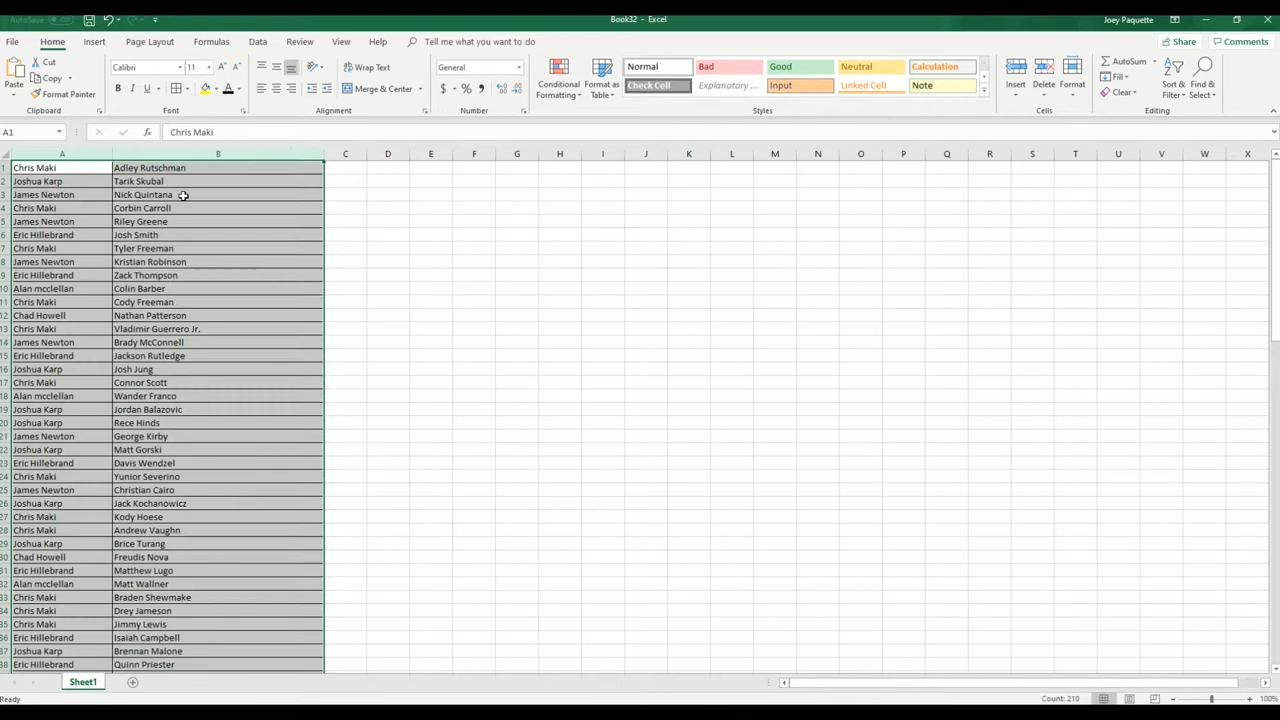 AutoSave
Book32 - Excel
Joey Paquette
File Home Insert Page Layout Formulas Data Review View Help Tell me what you want to do
Share Comments
Paste Cut Copy Format Painter
Calibri 11
Wrap Text
Merge & Center
General
Conditional Formatting Format as Table
Normal Bad Good Neutral Calculation
Check Cell Explanatory ... Input Linked Cell Note
Insert Delete Format
AutoSum Fill Clear
Sort & Filter Find & Select
Clipboard Font Alignment Number Styles Cells Editing
A1 fx Chris Maki
A B C D E F G H I J K L M N O P Q R S T U V W X
1 Chris Maki Adley Rutschman
2 Joshua Karp Tarik Skubal
3 James Newton Nick Quintana
4 Chris Maki Corbin Carroll
5 James Newton Riley Greene
6 Eric Hillebrand Josh Smith
7 Chris Maki Tyler Freeman
8 James Newton Kristian Robinson
9 Eric Hillebrand Zack Thompson
10 Alan mcclellan Colin Barber
11 Chris Maki Cody Freeman
12 Chad Howell Nathan Patterson
13 Chris Maki Vladimir Guerrero Jr.
14 James Newton Brady McConnell
15 Eric Hillebrand Jackson Rutledge
16 Joshua Karp Josh Jung
17 Chris Maki Connor Scott
18 Alan mcclellan Wander Franco
19 Joshua Karp Jordan Balazovic
20 Joshua Karp Rece Hinds
21 James Newton George Kirby
22 Joshua Karp Matt Gorski
23 Eric Hillebrand Davis Wendzel
24 Chris Maki Yunior Severino
25 James Newton Christian Cairo
26 Joshua Karp Jack Kochanowicz
27 Chris Maki Kody Hoese
28 Chris Maki Andrew Vaughn
29 Joshua Karp Brice Turang
30 Chad Howell Freudis Nova
31 Eric Hillebrand Matthew Lugo
32 Alan mcclellan Matt Wallner
33 Chris Maki Braden Shewmake
34 Chris Maki Drey Jameson
35 Chris Maki Jimmy Lewis
36 Eric Hillebrand Isaiah Campbell
37 Joshua Karp Brennan Malone
38 Eric Hillebrand Quinn Priester
Sheet1
Ready
Count: 210
100%